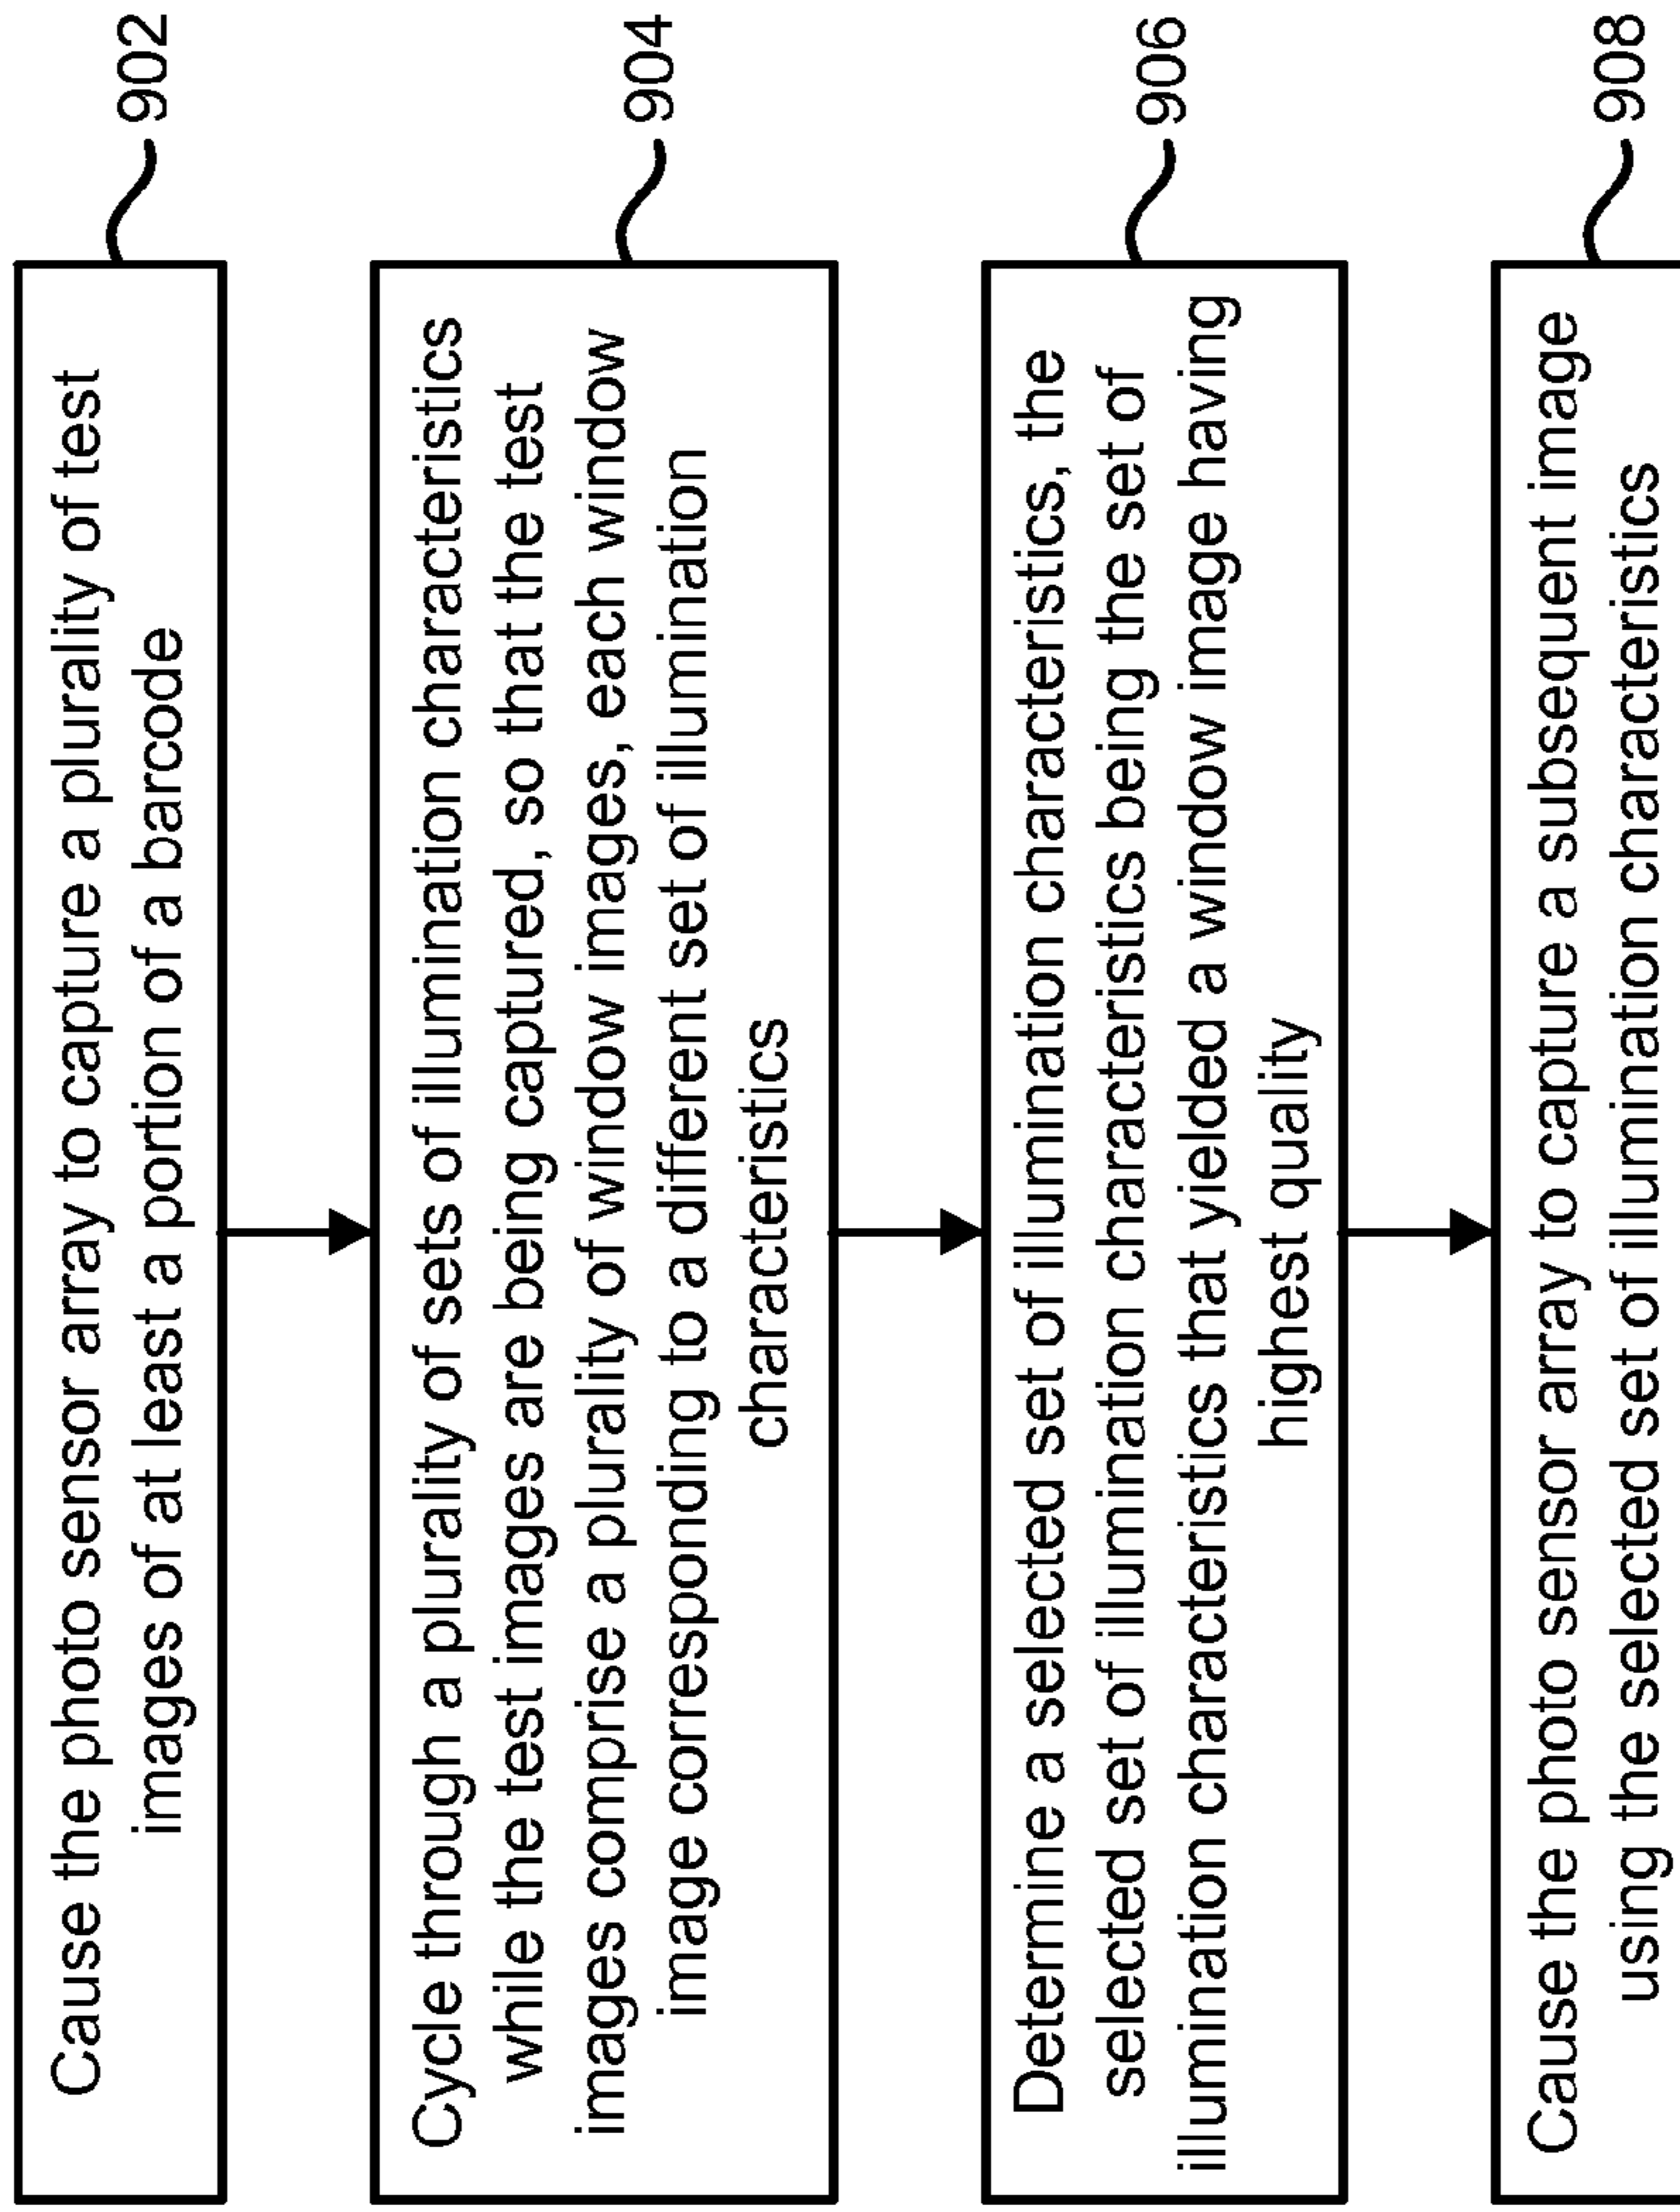 Cause the photo sensor array to capture a plurality of test
images of at least a portion of a barcode
902
Cycle through a plurality of sets of illumination characteristics
while the test images are being captured, so that the test
images comprise a plurality of window images, each window
image corresponding to a different set of illumination
characteristics
904
Determine a selected set of illumination characteristics, the
selected set of illumination characteristics being the set of
illumination characteristics that yielded a window image having
highest quality
906
Cause the photo sensor array to capture a subsequent image
using the selected set of illumination characteristics
908